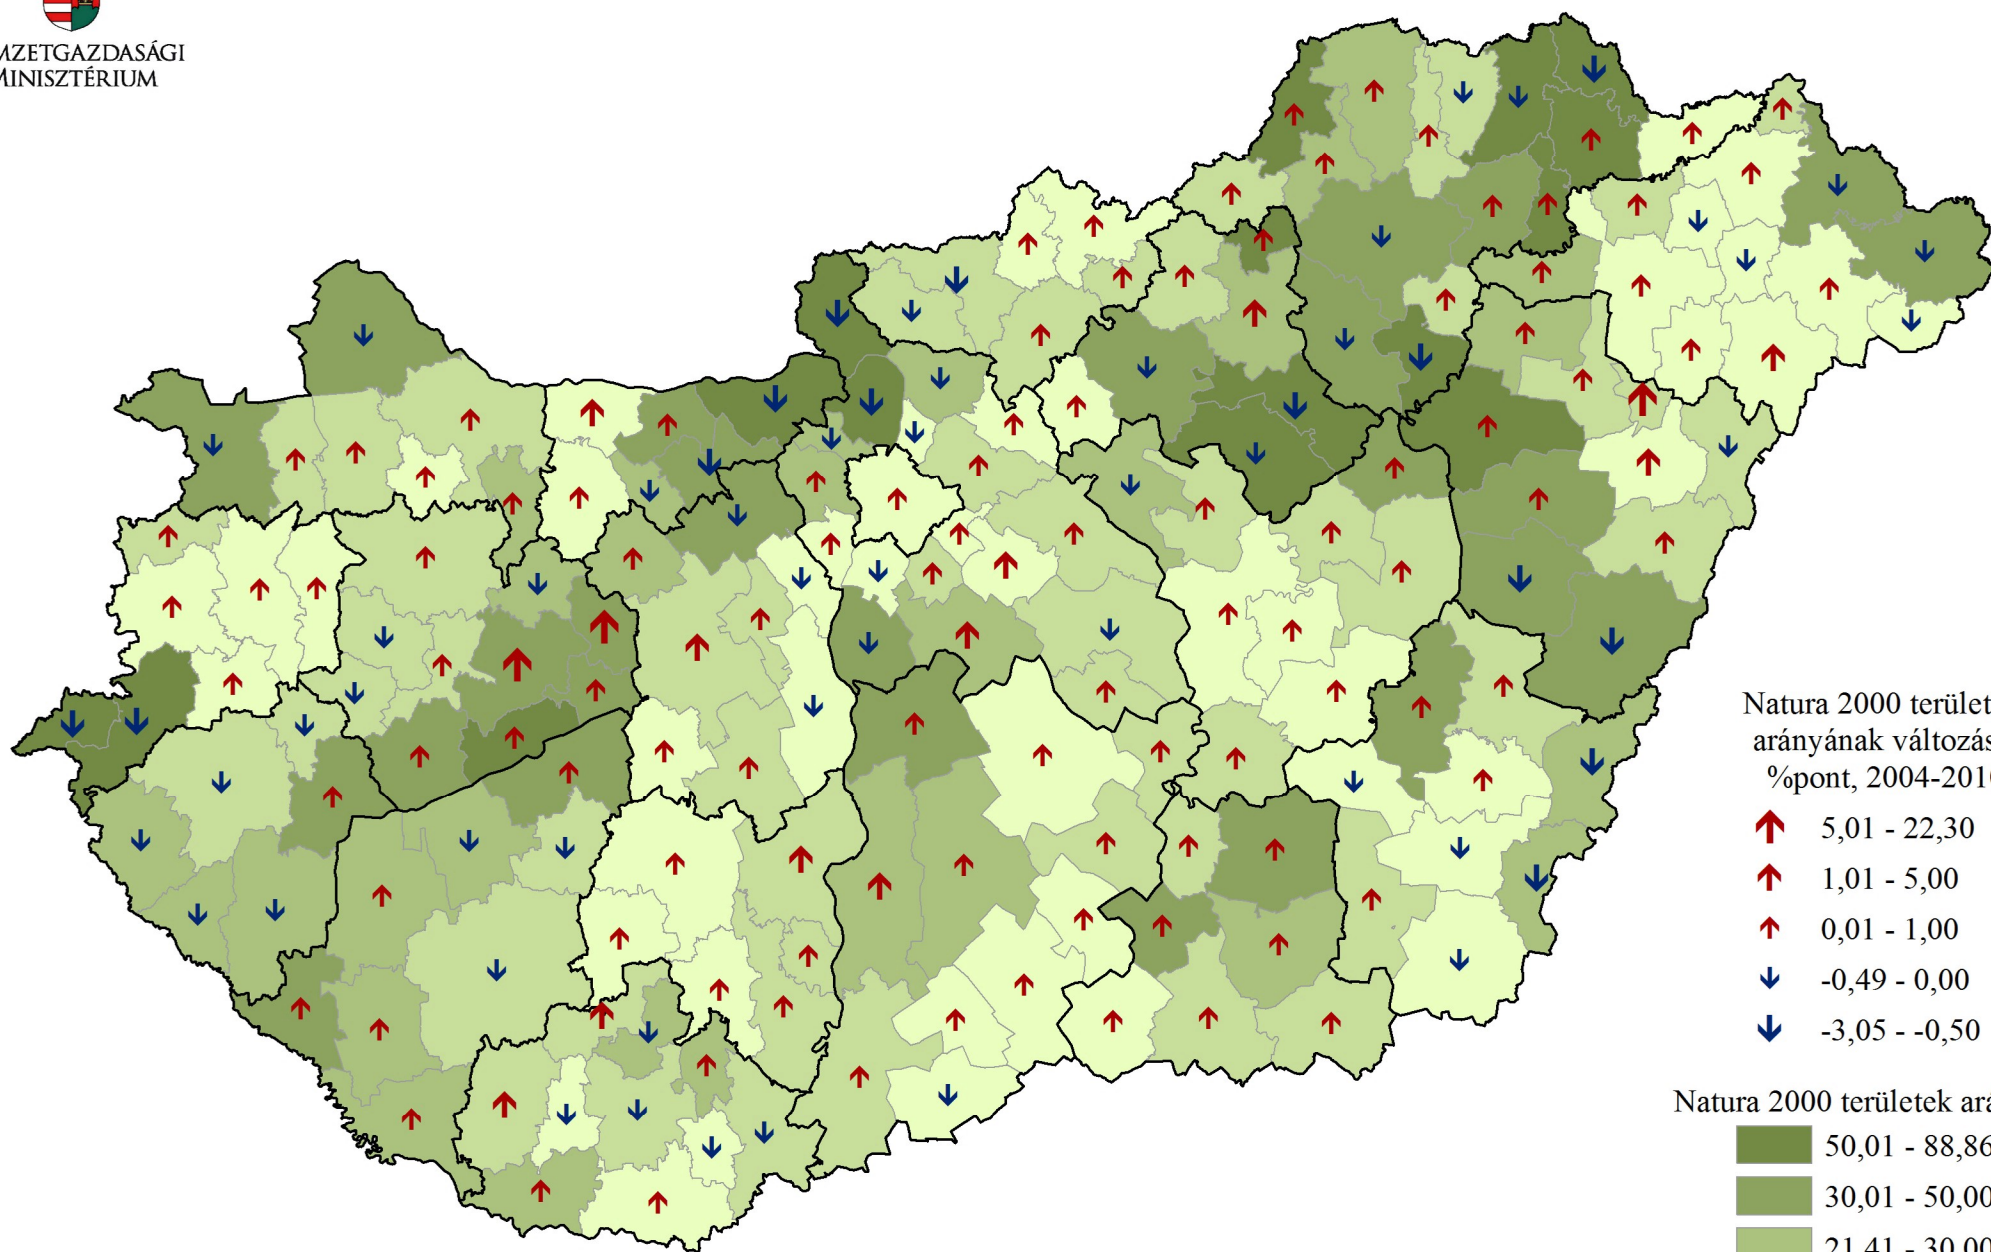 MZETGAZDASÁGI
MINISZTÉRIUM
Natura 2000 terület
arányának változás
%pont, 2004-201
5,01 - 22,30
1,01 - 5,00
0,01 - 1,00
-0,49 - 0,00
-3,05 - -0,50
Natura 2000 területek ará
50,01 - 88,86
30,01 - 50,00
21,41 - 30,00